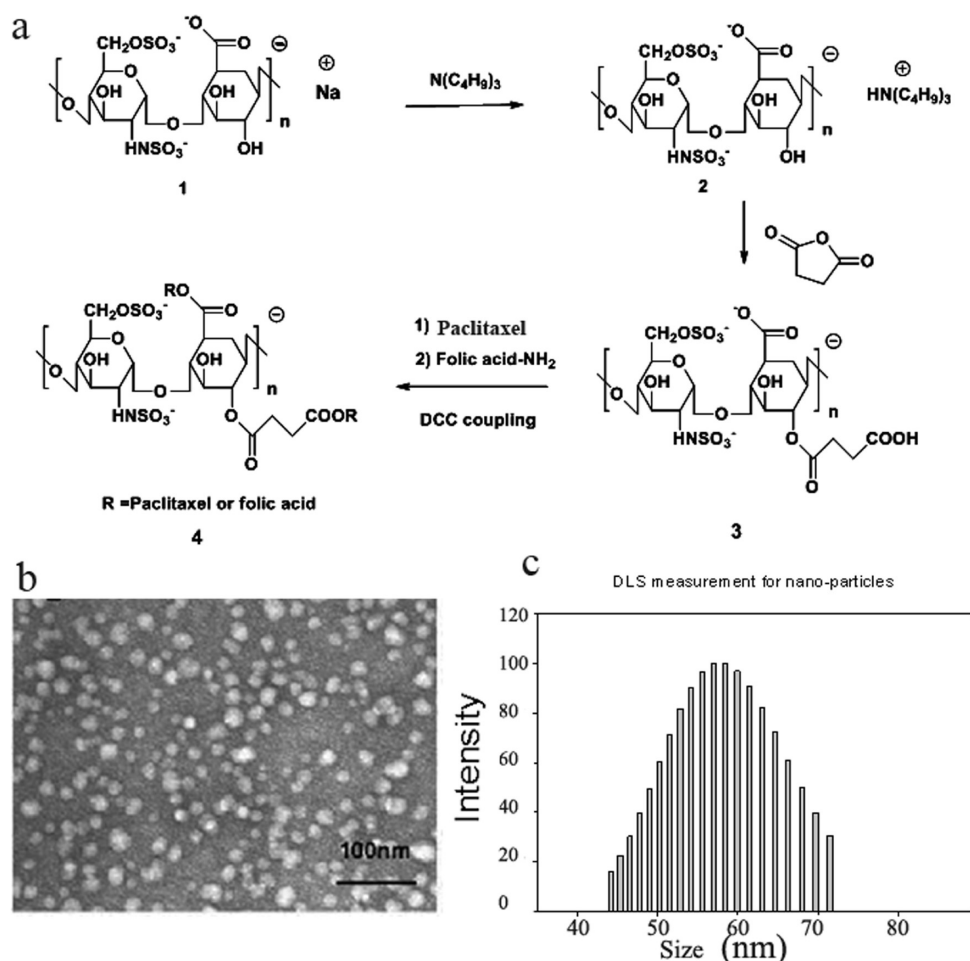 a
CH₂OSO₃⁻
⁻O
O
O
OH
OH
O
O
HNSO₃⁻
OH
n
⊖
⊕
Na
1
N(C₄H₉)₃
CH₂OSO₃⁻
⁻O
O
O
OH
OH
O
O
HNSO₃⁻
OH
n
⊖
⊕
HN(C₄H₉)₃
2
O
O
O
CH₂OSO₃⁻
RO
O
O
OH
OH
O
O
HNSO₃⁻
n
⊖
O
COOR
O
R =Paclitaxel or folic acid
4
1) Paclitaxel
2) Folic acid-NH₂
DCC coupling
CH₂OSO₃⁻
⁻O
O
O
OH
OH
O
O
HNSO₃⁻
n
⊖
O
COOH
O
3
b
100nm
c
DLS measurement for nano-particles
120
100
80
60
40
20
0
Intensity
40 50 60 70 80
Size (nm)